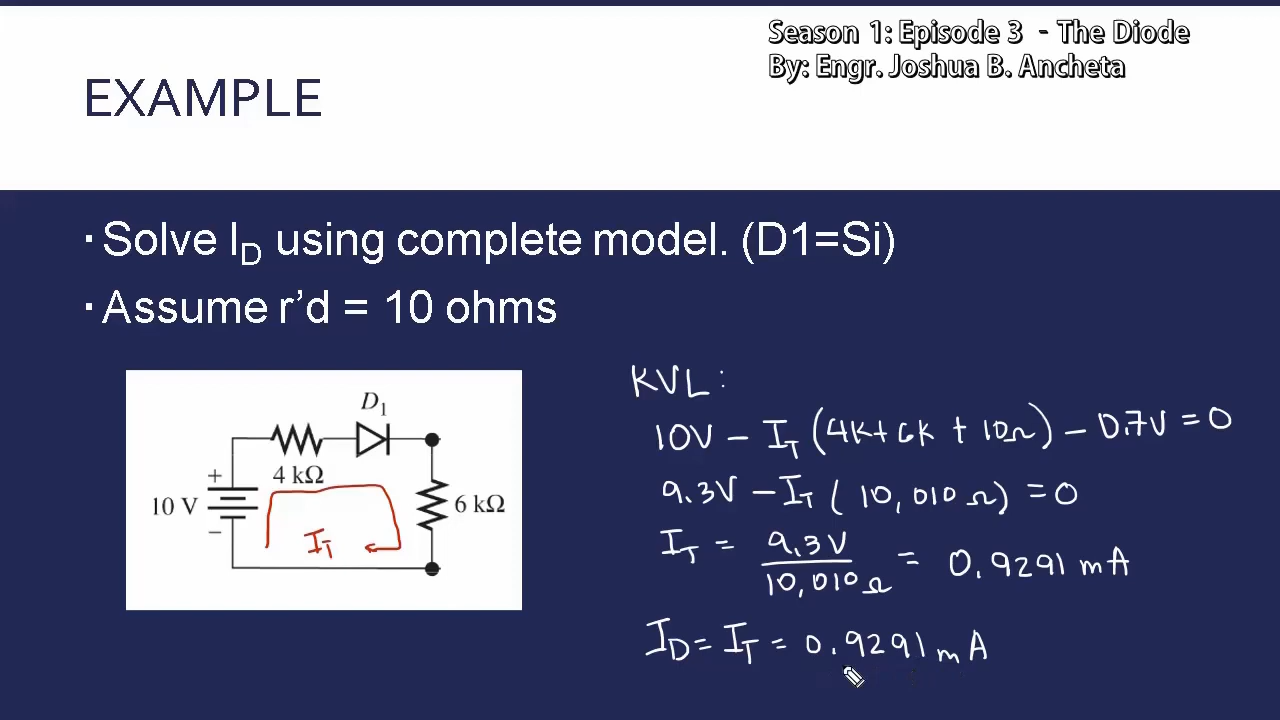 Season 1: Episode 3 - The Diode
By: Engr. Joshua B. Ancheta
EXAMPLE
· Solve I_D using complete model. (D1=Si)
· Assume r’d = 10 ohms
D₁
+
4 kΩ
10 V
6 kΩ
−
I_T
KVL:
10V − I_T (4K+6K + 10Ω) − 0.7V = 0
9.3V − I_T ( 10,010 Ω) = 0
I_T = 9.3V / 10,010Ω = 0.9291 mA
I_D = I_T = 0.9291 mA